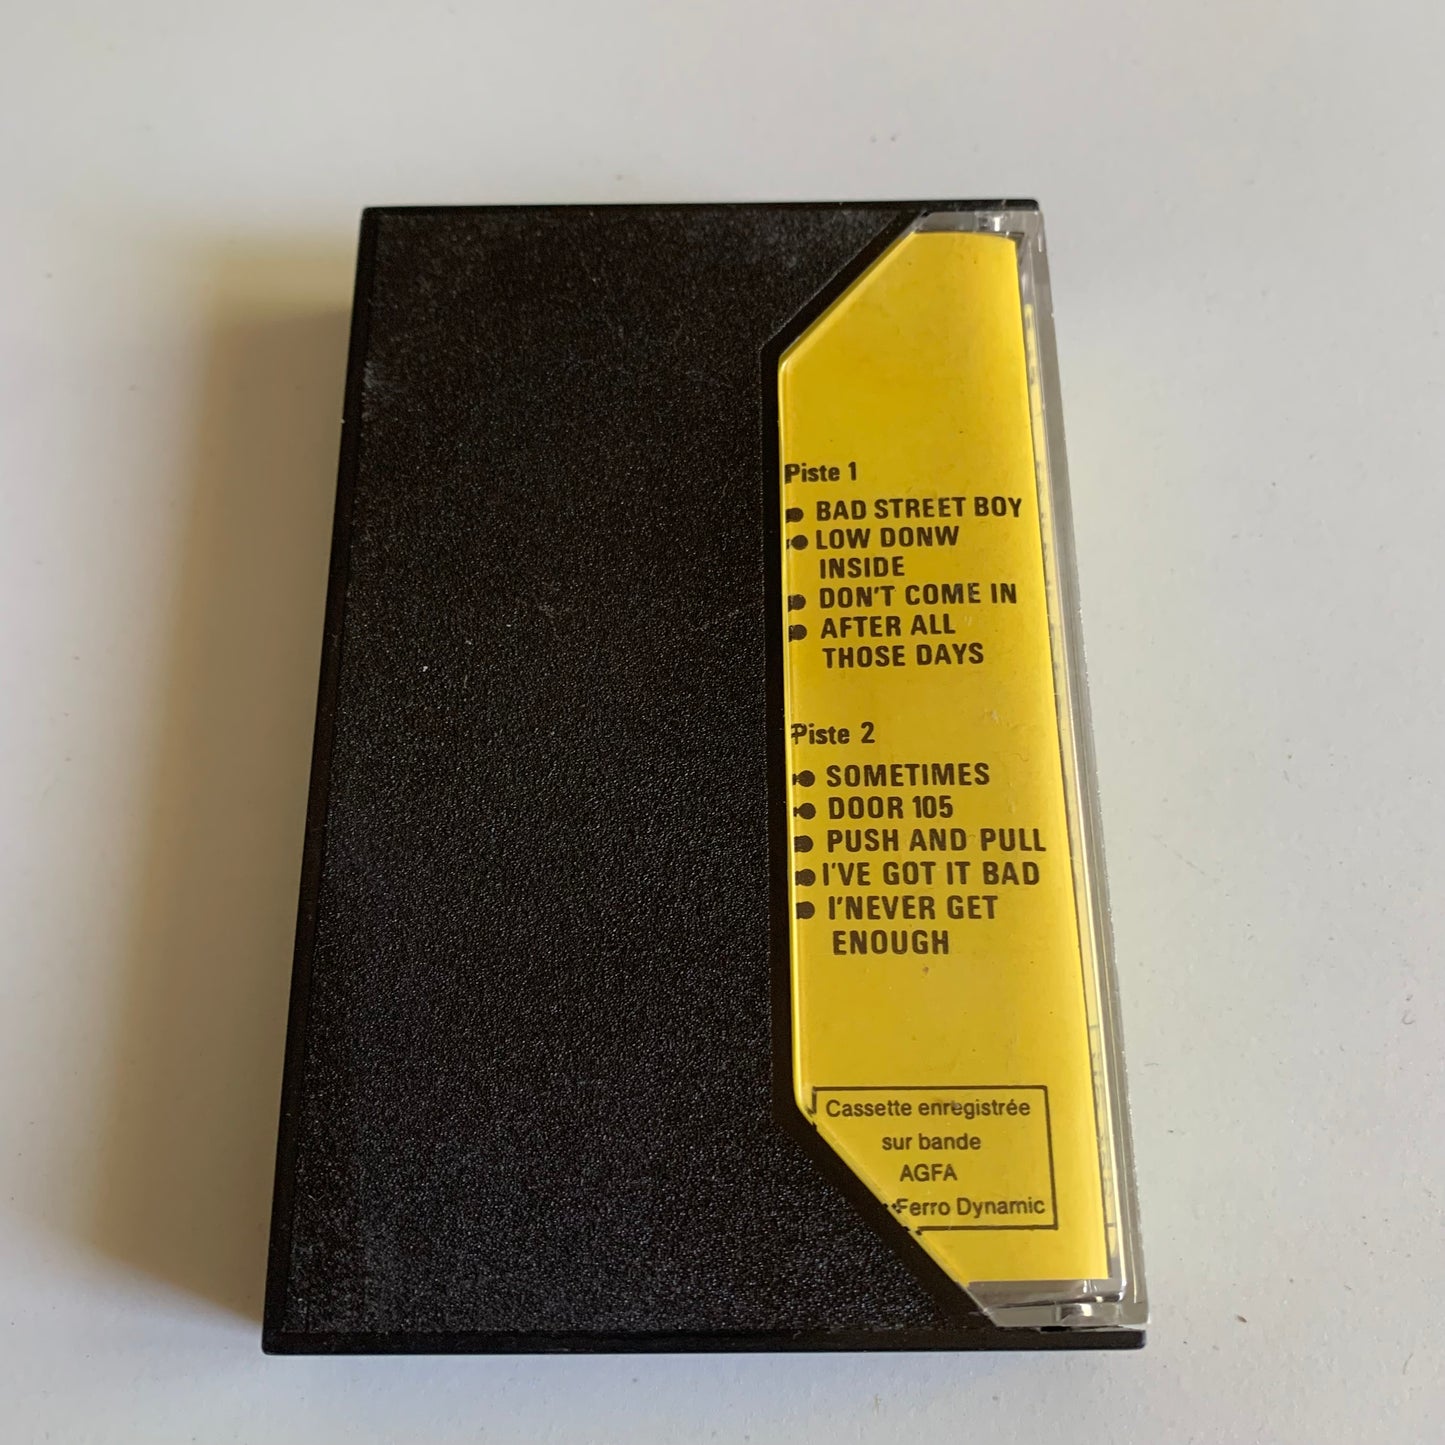 Piste 1
BAD STREET BOY
LOW DONW
INSIDE
DON'T COME IN
AFTER ALL
THOSE DAYS
Piste 2
SOMETIMES
DOOR 105
PUSH AND PULL
I'VE GOT IT BAD
I'NEVER GET
ENOUGH
Cassette enregistrée
sur bande
AGFA
Ferro Dynamic